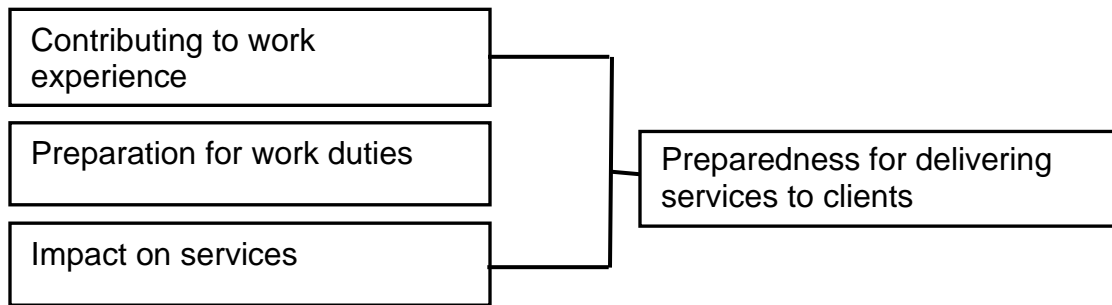 Contributing to work
experience
Preparation for work duties
Impact on services
Preparedness for delivering
services to clients